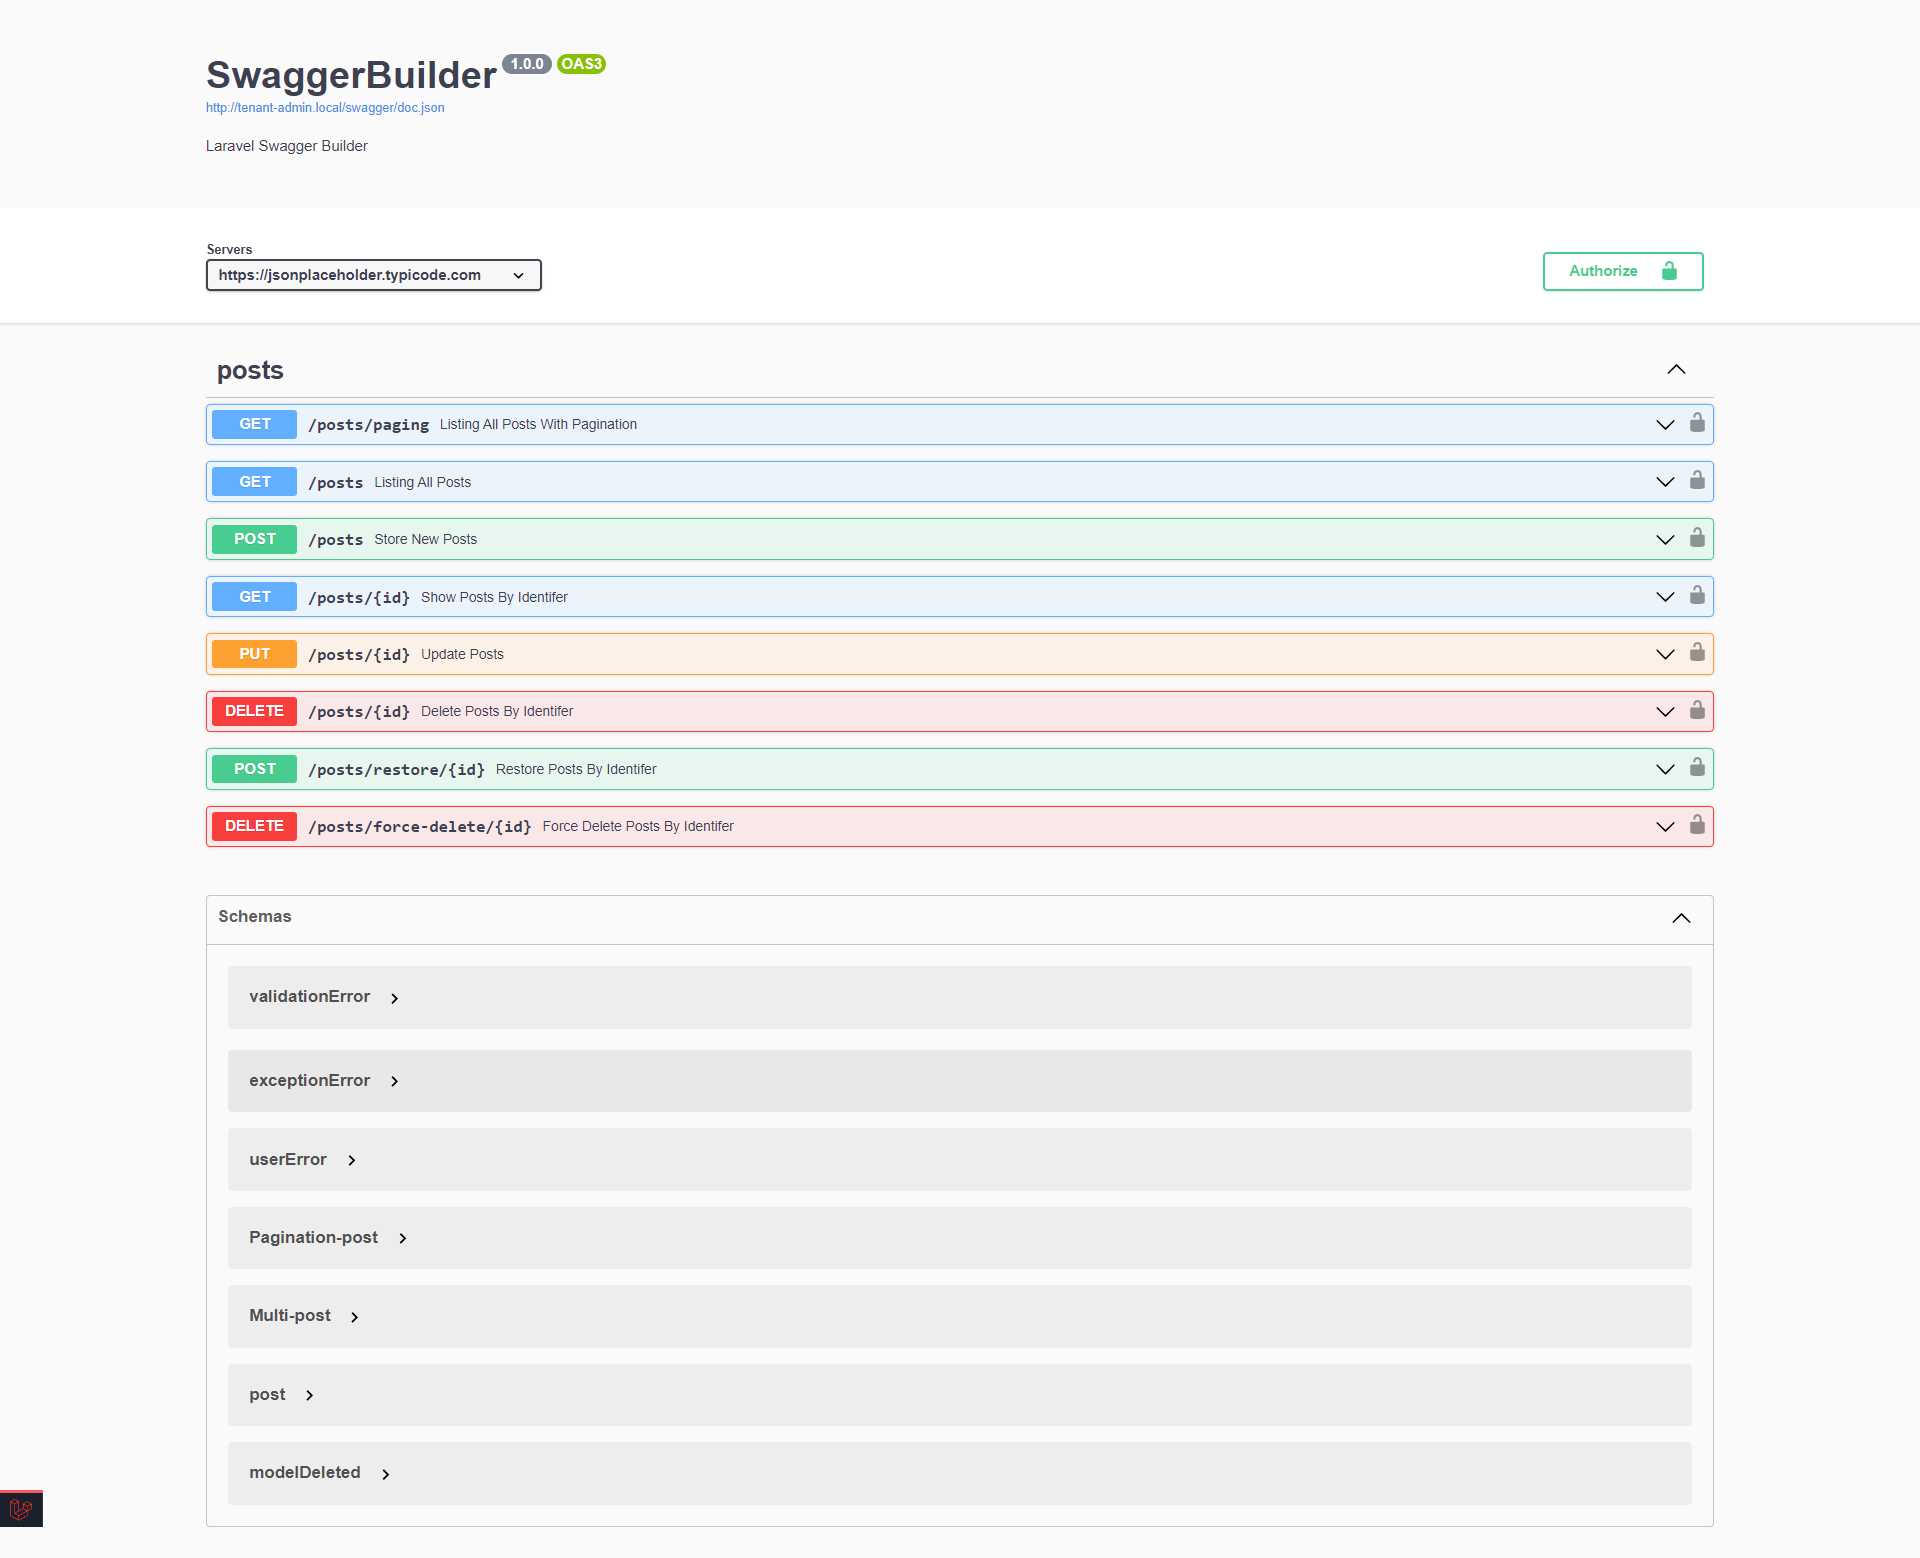 SwaggerBuilder 1.0.0 OAS3
http://tenant-admin.local/swagger/doc.json
Laravel Swagger Builder
Servers
https://jsonplaceholder.typicode.com
Authorize
posts
GET /posts/paging Listing All Posts With Pagination
GET /posts Listing All Posts
POST /posts Store New Posts
GET /posts/{id} Show Posts By Identifer
PUT /posts/{id} Update Posts
DELETE /posts/{id} Delete Posts By Identifer
POST /posts/restore/{id} Restore Posts By Identifer
DELETE /posts/force-delete/{id} Force Delete Posts By Identifer
Schemas
validationError
exceptionError
userError
Pagination-post
Multi-post
post
modelDeleted